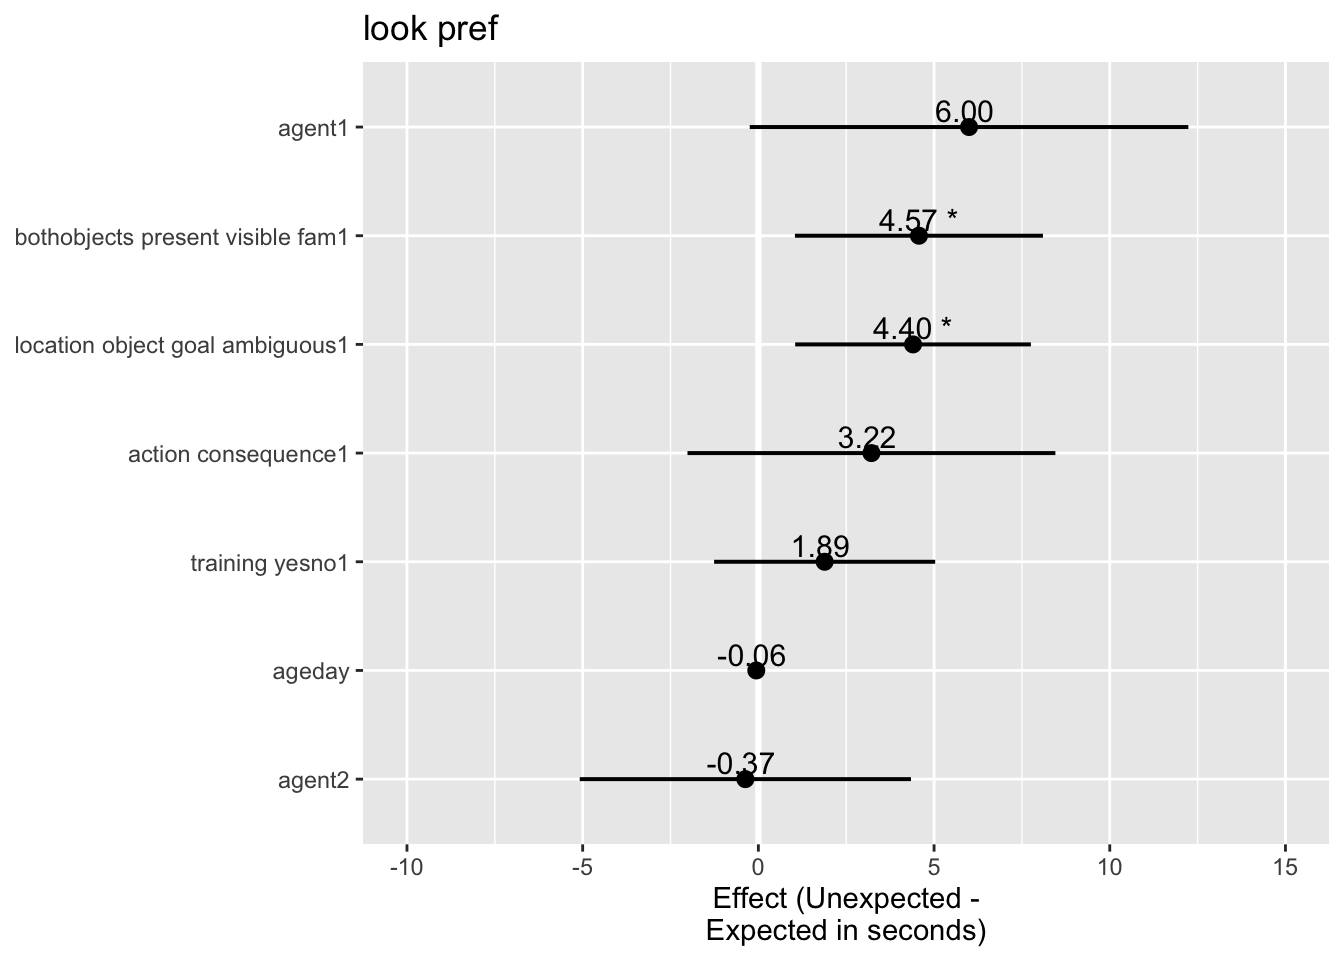 look pref
agent1
6.00
bothobjects present visible fam1
4.57 *
location object goal ambiguous1
4.40 *
action consequence1
3.22
training yesno1
1.89
ageday
-0.06
agent2
-0.37
-10 -5 0 5 10 15
Effect (Unexpected -
Expected in seconds)